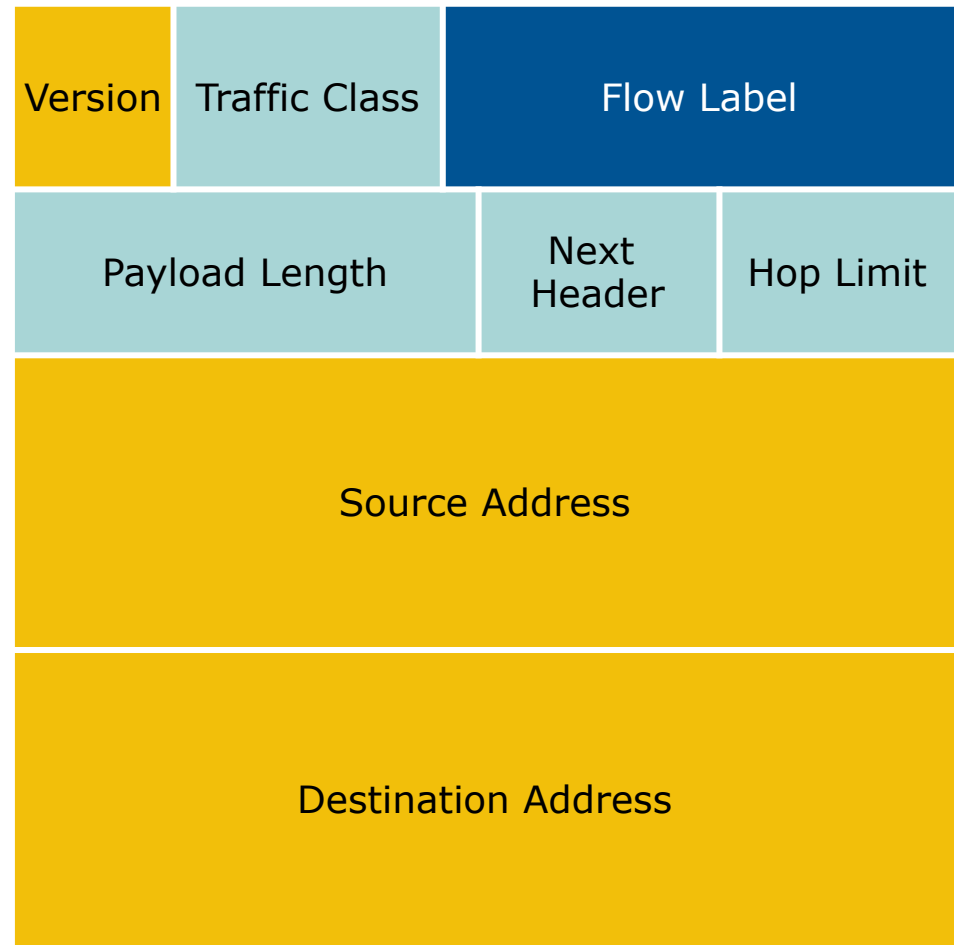 Version
Traffic Class
Flow Label
Payload Length
Next
Header
Hop Limit
Source Address
Destination Address